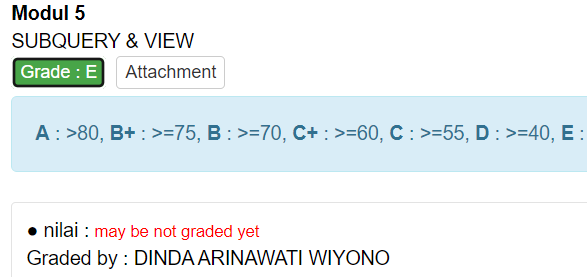 Modul 5
SUBQUERY & VIEW
Grade : E Attachment
A : >80, B+ : >=75, B : >=70, C+ : >=60, C : >=55, D : >=40, E :
● nilai : may be not graded yet
Graded by : DINDA ARINAWATI WIYONO